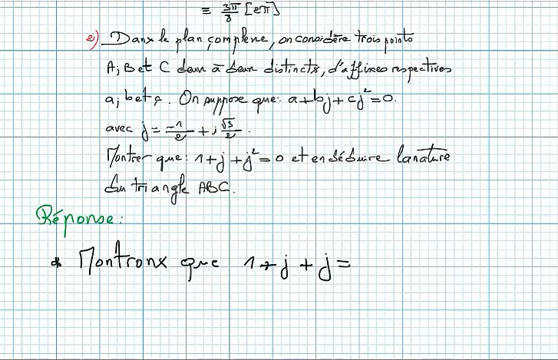 ≡ 3π/8 [2π]
2) Dans le plan complexe, on considère trois points
A; B et C deux à deux distincts, d'affixes respectives
a; b et c. On suppose que: a+bj+cj²=0.
avec j = -1/2 + i √3/2.
Montrer que: 1+j+j²=0 et en déduire la nature
du triangle ABC.
Réponse:
* Montrons que 1+j+j=